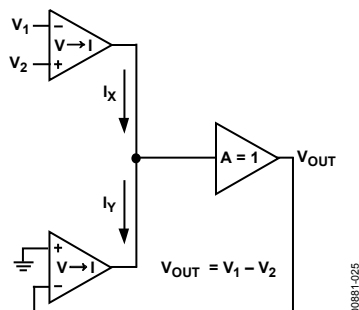 V1
V2
−
+
V→I
IX
A = 1
VOUT
IY
+
−
V→I
VOUT = V1 – V2
00881-025